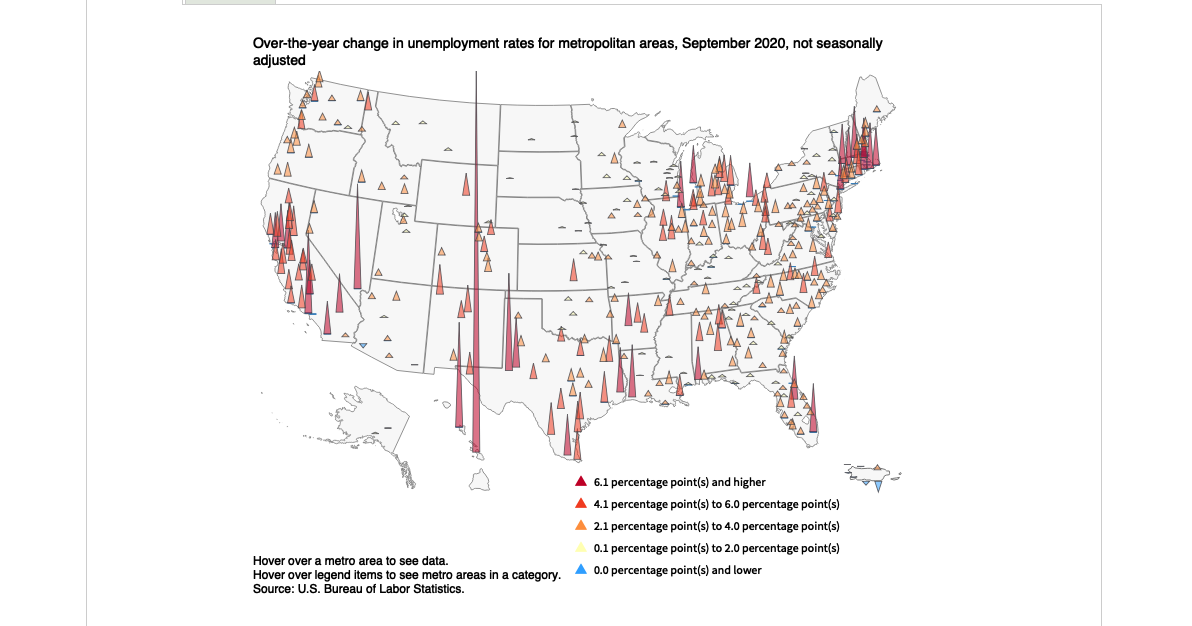 Over-the-year change in unemployment rates for metropolitan areas, September 2020, not seasonally
adjusted
6.1 percentage point(s) and higher
4.1 percentage point(s) to 6.0 percentage point(s)
2.1 percentage point(s) to 4.0 percentage point(s)
0.1 percentage point(s) to 2.0 percentage point(s)
0.0 percentage point(s) and lower
Hover over a metro area to see data.
Hover over legend items to see metro areas in a category.
Source: U.S. Bureau of Labor Statistics.